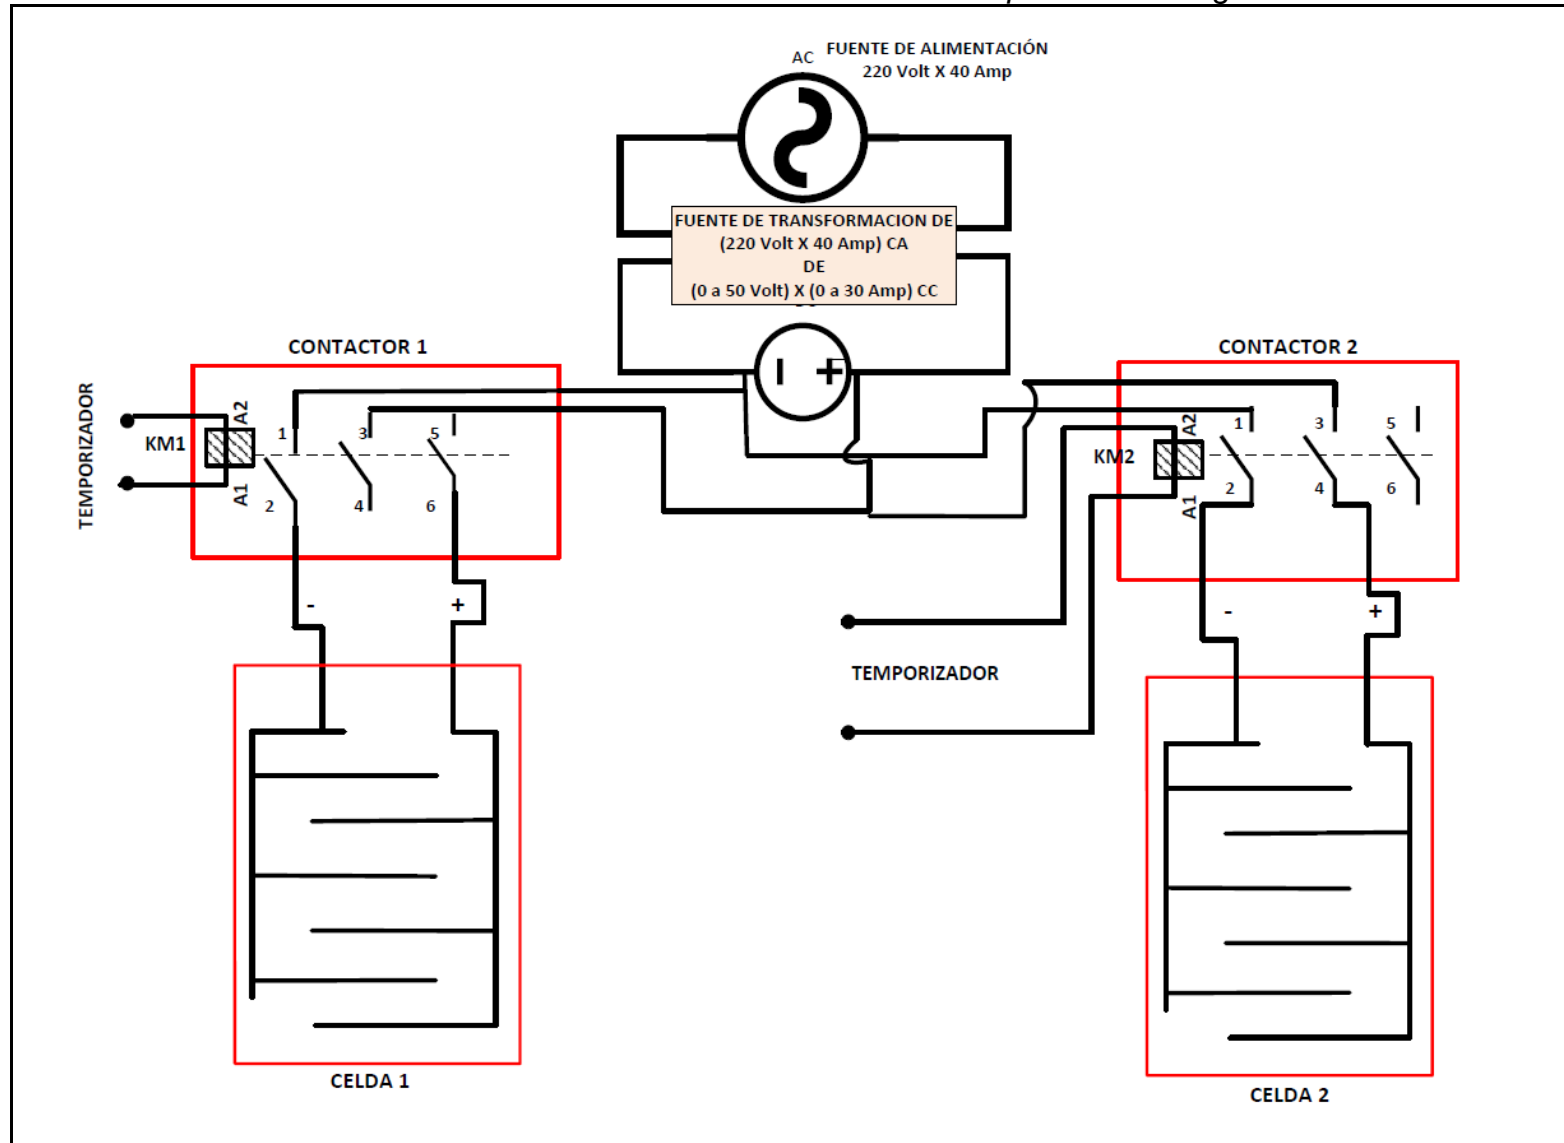 AC
FUENTE DE ALIMENTACIÓN
220 Volt X 40 Amp
FUENTE DE TRANSFORMACION DE
(220 Volt X 40 Amp) CA
DE
(0 a 50 Volt) X (0 a 30 Amp) CC
CONTACTOR 1
TEMPORIZADOR
KM1
A2
A1
1
3
5
2
4
6
-
+
CELDA 1
CONTACTOR 2
KM2
A2
A1
1
3
5
2
4
6
-
+
TEMPORIZADOR
CELDA 2